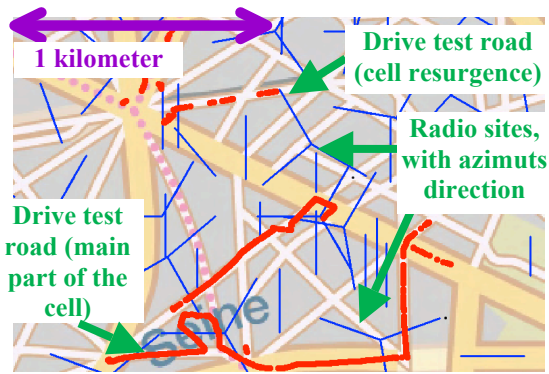 1 kilometer
Drive test road
(cell resurgence)
Radio sites,
with azimuts
direction
Drive test
road (main
part of the
cell)
Seine